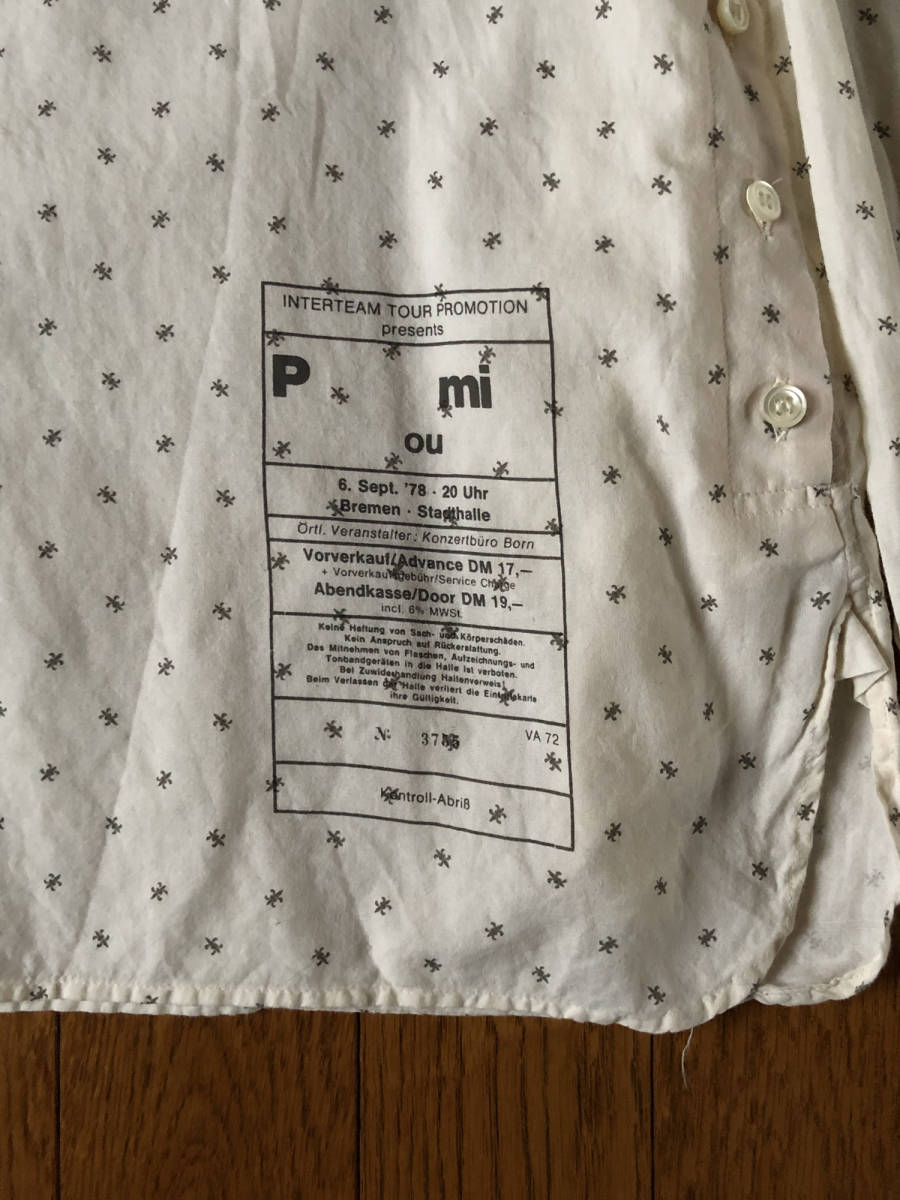 INTERTEAM TOUR PROMOTION
presents
P mi
ou
6. Sept. '78 · 20 Uhr
Bremen · Stadthalle
Örtl. Veranstalter: Konzertbüro Born
Vorverkauf/Advance DM 17,—
+ Vorverkaufsgebühr/Service Charge
Abendkasse/Door DM 19,—
incl. 6% MWSt.
Keine Haftung von Sach- und Körperschäden.
Kein Anspruch auf Rückerstattung.
Das Mitnehmen von Flaschen, Aufzeichnungs- und
Tonbandgeräten in die Halle ist verboten.
Bei Zuwiderhandlung Hallenverweis!
Beim Verlassen der Halle verliert die Eintrittskarte
ihre Gültigkeit.
№ VA 72
Kontroll-Abriß